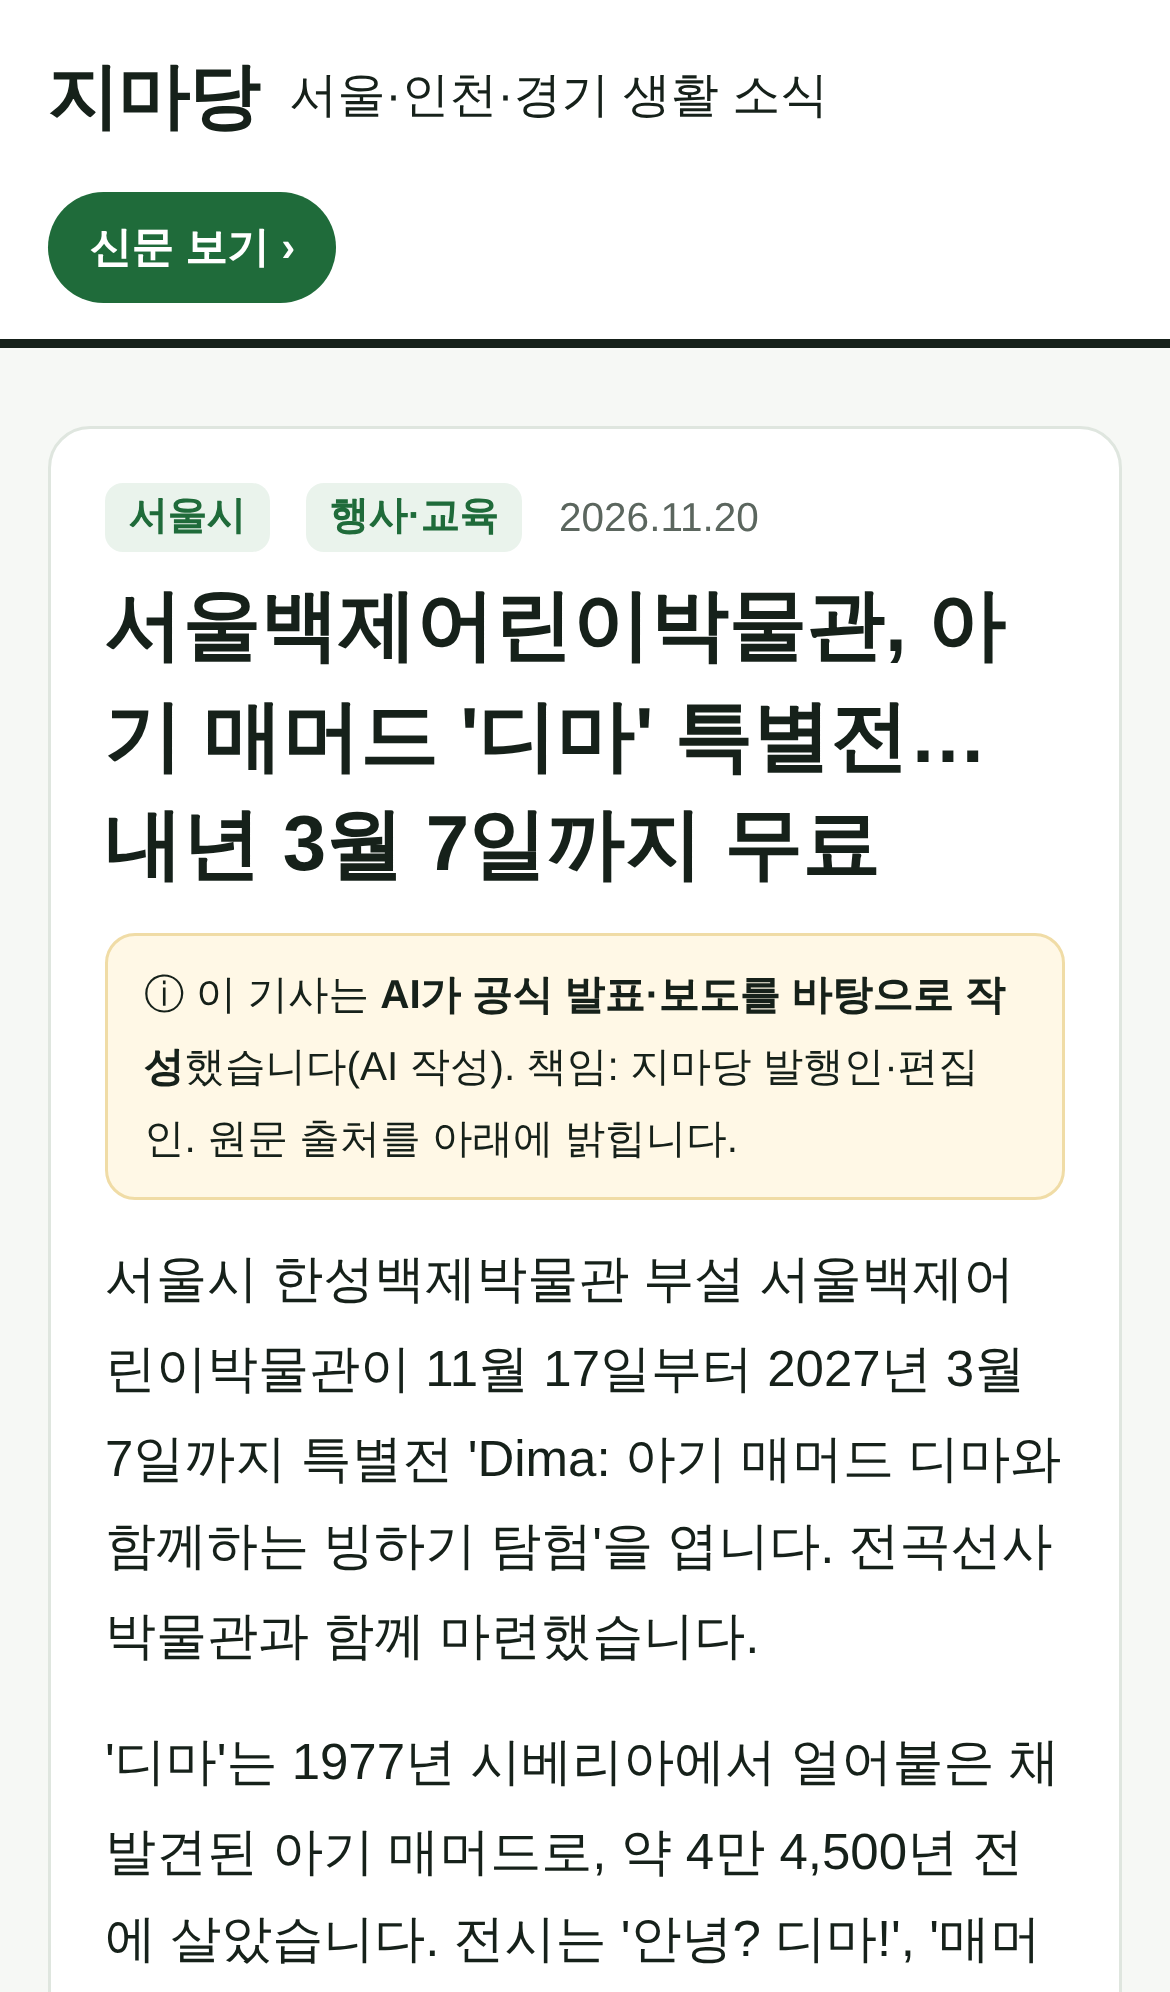 지마당 서울·인천·경기 생활 소식
신문 보기 ›
서울시 행사·교육 2026.11.20
서울백제어린이박물관, 아
기 매머드 '디마' 특별전…
내년 3월 7일까지 무료
ⓘ 이 기사는 AI가 공식 발표·보도를 바탕으로 작
성했습니다(AI 작성). 책임: 지마당 발행인·편집
인. 원문 출처를 아래에 밝힙니다.
서울시 한성백제박물관 부설 서울백제어
린이박물관이 11월 17일부터 2027년 3월
7일까지 특별전 'Dima: 아기 매머드 디마와
함께하는 빙하기 탐험'을 엽니다. 전곡선사
박물관과 함께 마련했습니다.
'디마'는 1977년 시베리아에서 얼어붙은 채
발견된 아기 매머드로, 약 4만 4,500년 전
에 살았습니다. 전시는 '안녕? 디마!', '매머